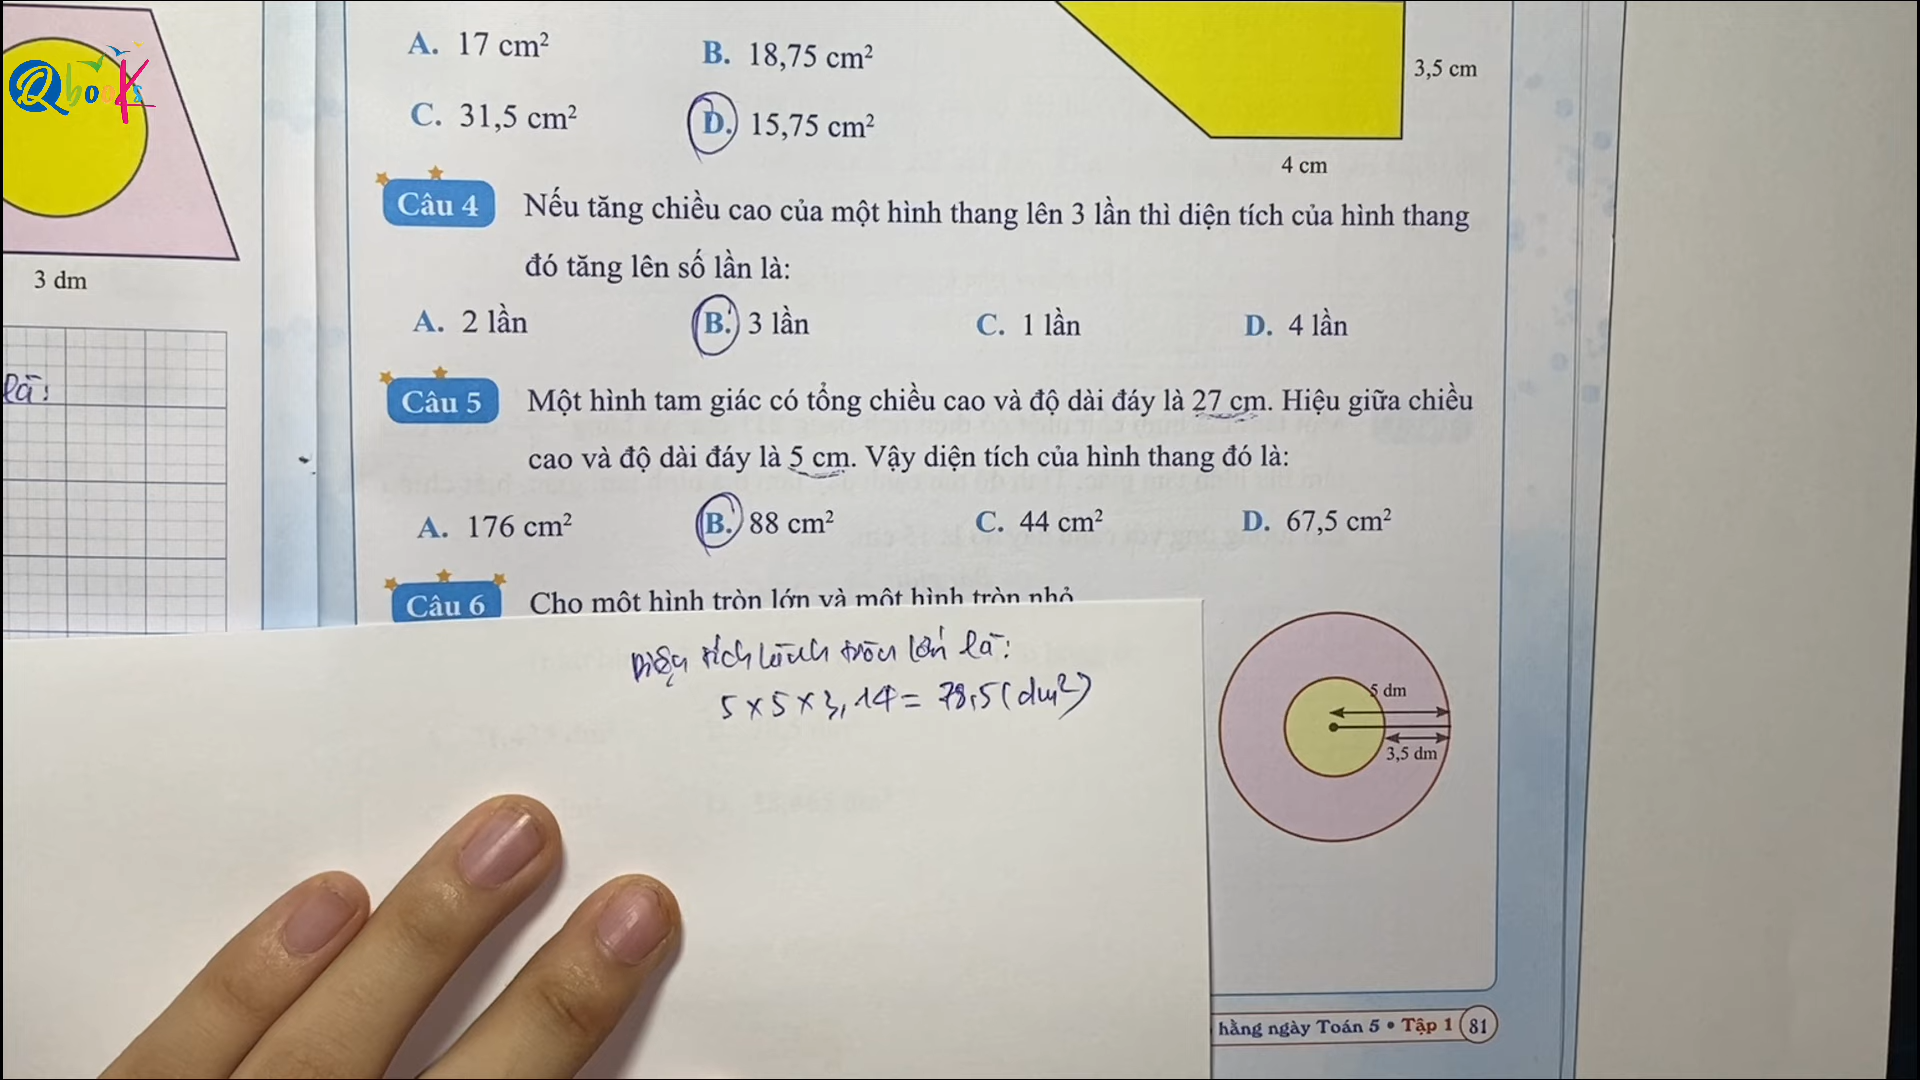 Qbooks
3 dm
là:
A. 17 cm²
B. 18,75 cm²
C. 31,5 cm²
D. 15,75 cm²
3,5 cm
4 cm
Câu 4 Nếu tăng chiều cao của một hình thang lên 3 lần thì diện tích của hình thang
đó tăng lên số lần là:
A. 2 lần B. 3 lần C. 1 lần D. 4 lần
Câu 5 Một hình tam giác có tổng chiều cao và độ dài đáy là 27 cm. Hiệu giữa chiều
cao và độ dài đáy là 5 cm. Vậy diện tích của hình thang đó là:
A. 176 cm² B. 88 cm² C. 44 cm² D. 67,5 cm²
Câu 6 Cho một hình tròn lớn và một hình tròn nhỏ
Diện tích hình tròn lớn là:
5 x 5 x 3,14 = 78,5 (dm²)
5 dm
3,5 dm
hằng ngày Toán 5 • Tập 1 81